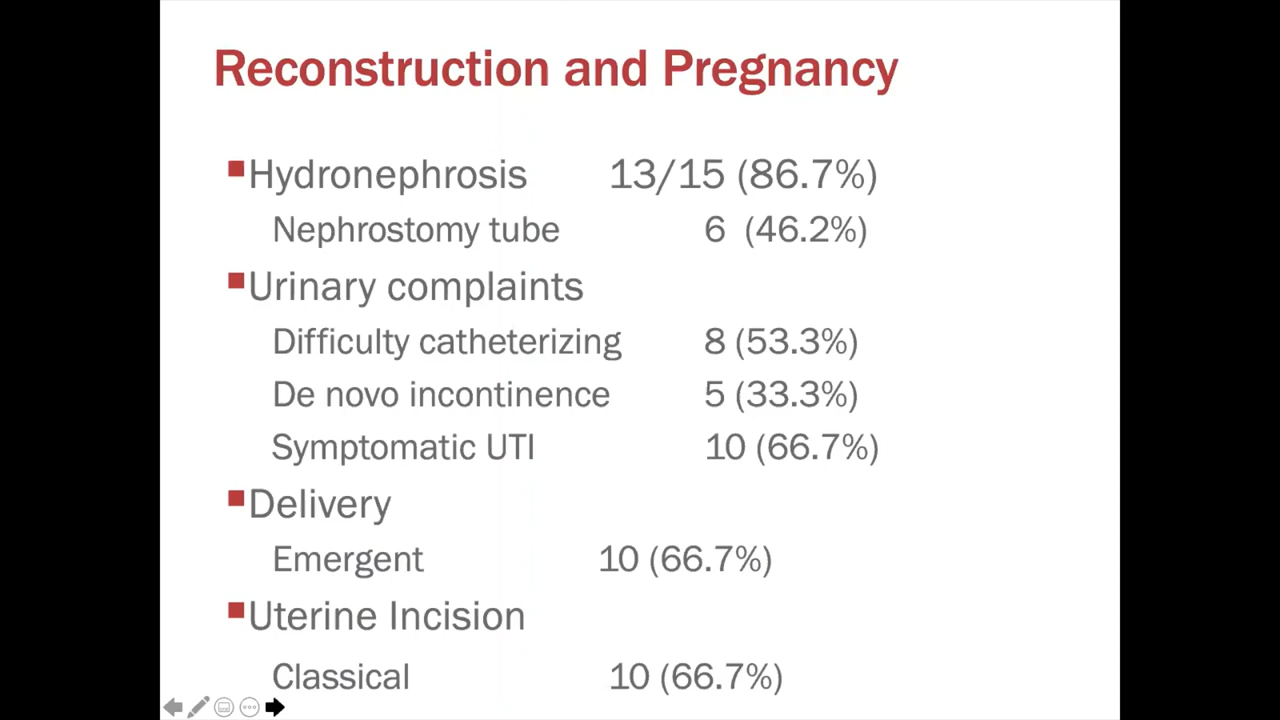 Reconstruction and Pregnancy
Hydronephrosis 13/15 (86.7%)
Nephrostomy tube 6 (46.2%)
Urinary complaints
Difficulty catheterizing 8 (53.3%)
De novo incontinence 5 (33.3%)
Symptomatic UTI 10 (66.7%)
Delivery
Emergent 10 (66.7%)
Uterine Incision
Classical 10 (66.7%)